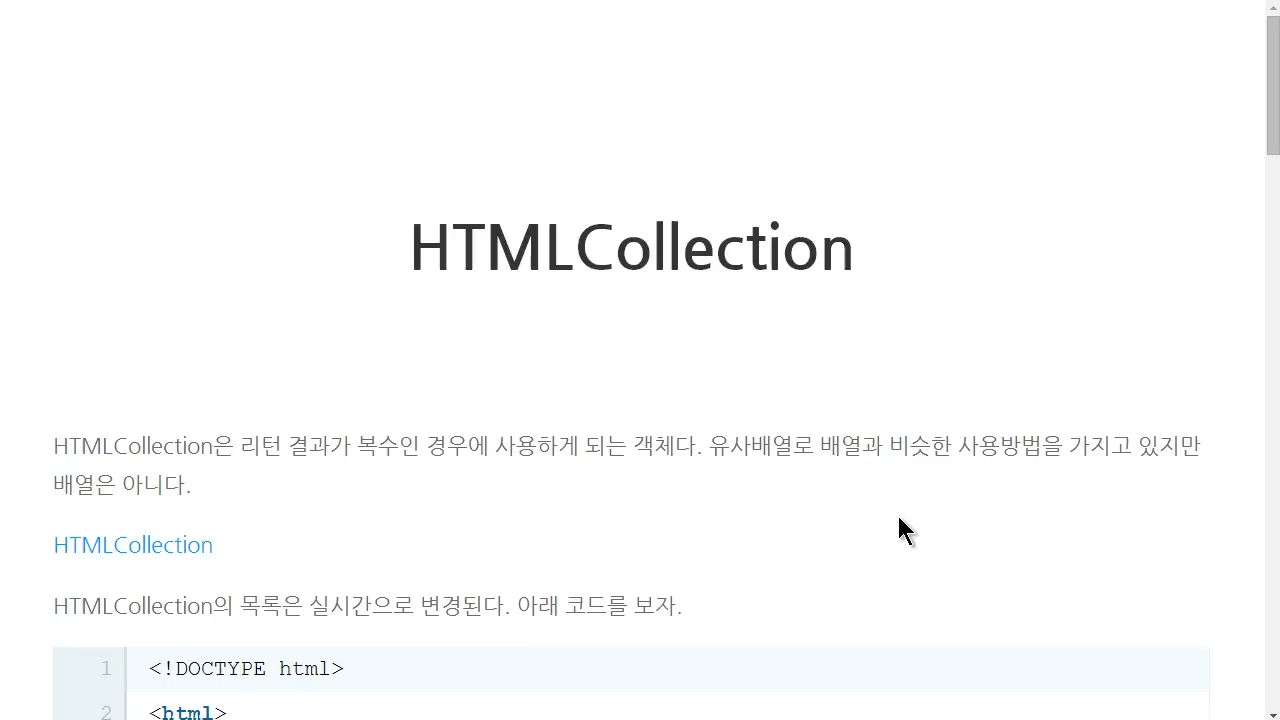 HTMLCollection
HTMLCollection은 리턴 결과가 복수인 경우에 사용하게 되는 객체다. 유사배열로 배열과 비슷한 사용방법을 가지고 있지만
배열은 아니다.
HTMLCollection
HTMLCollection의 목록은 실시간으로 변경된다. 아래 코드를 보자.
1 <!DOCTYPE html>
2 <html>